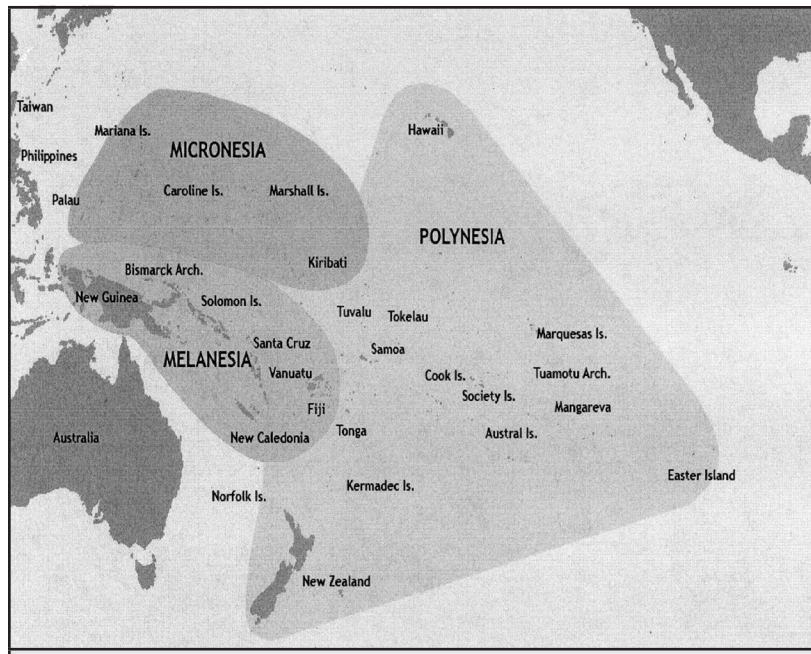 Taiwan
Mariana Is.
Hawaii
MICRONESIA
Philippines
Palau
Caroline Is.
Marshall Is.
POLYNESIA
Kiribati
Bismarck Arch.
New Guinea
Solomon Is.
Tuvalu
Tokelau
Marquesas Is.
Santa Cruz
Samoa
MELANESIA
Vanuatu
Cook Is.
Tuamotu Arch.
Society Is.
Fiji
Mangareva
Australia
New Caledonia
Tonga
Austral Is.
Easter Island
Norfolk Is.
Kermadec Is.
New Zealand